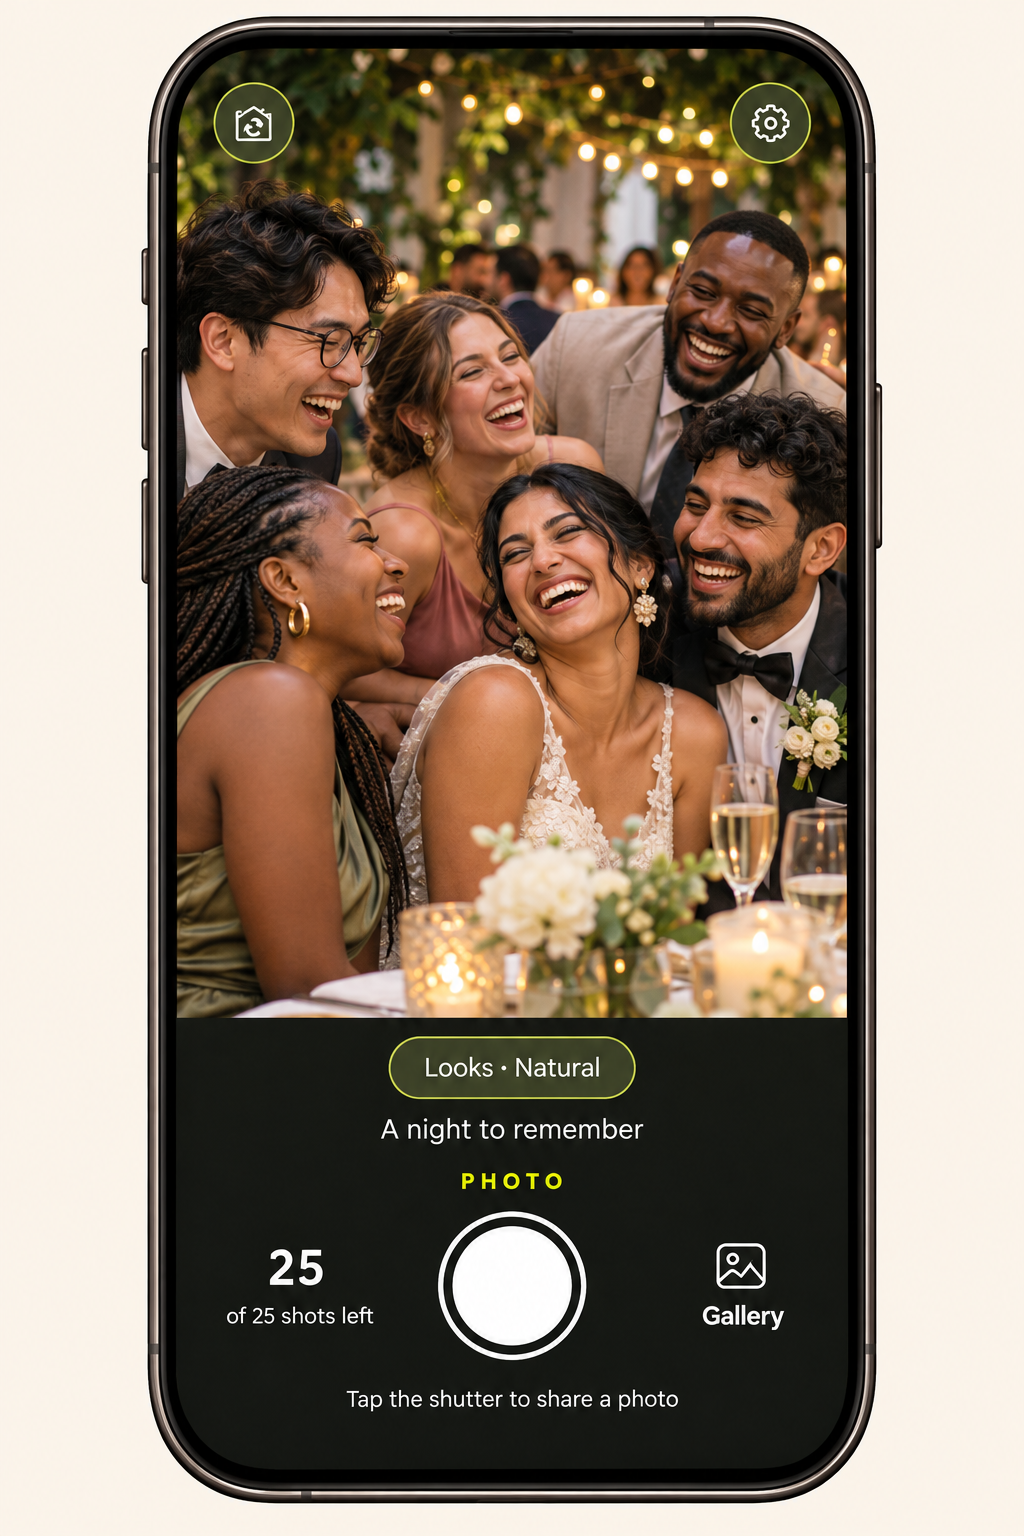 Looks • Natural
A night to remember
PHOTO
25
of 25 shots left
Gallery
Tap the shutter to share a photo